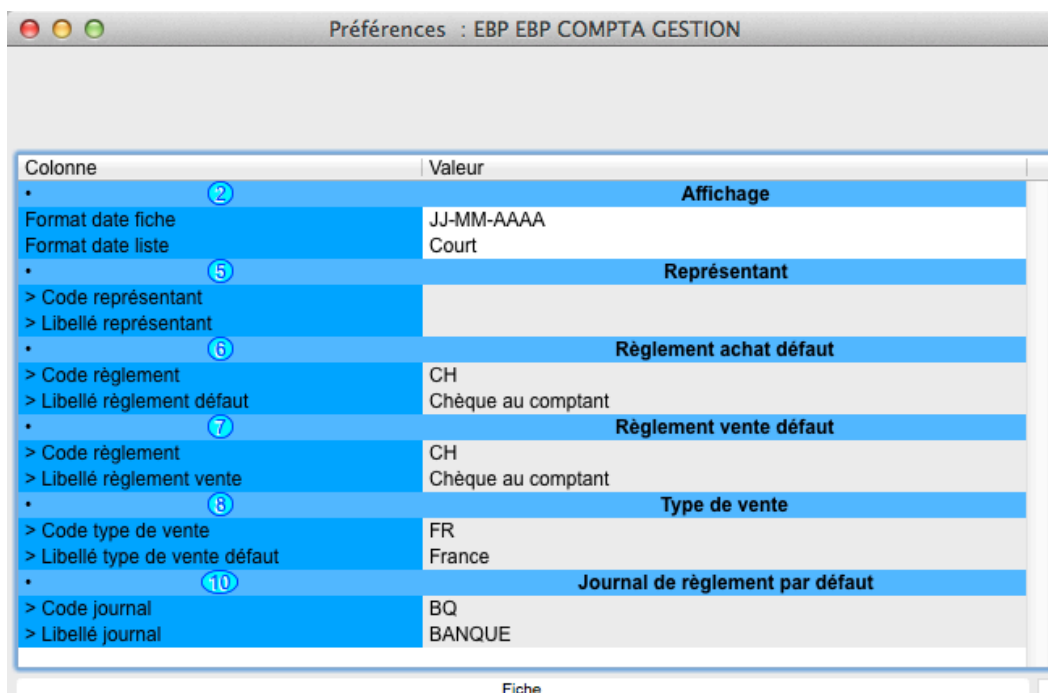 Préférences : EBP EBP COMPTA GESTION
Colonne Valeur
• 2 Affichage
Format date fiche JJ-MM-AAAA
Format date liste Court
• 5 Représentant
> Code représentant
> Libellé représentant
• 6 Règlement achat défaut
> Code règlement CH
> Libellé règlement défaut Chèque au comptant
• 7 Règlement vente défaut
> Code règlement CH
> Libellé règlement vente Chèque au comptant
• 8 Type de vente
> Code type de vente FR
> Libellé type de vente défaut France
• 10 Journal de règlement par défaut
> Code journal BQ
> Libellé journal BANQUE
Fiche